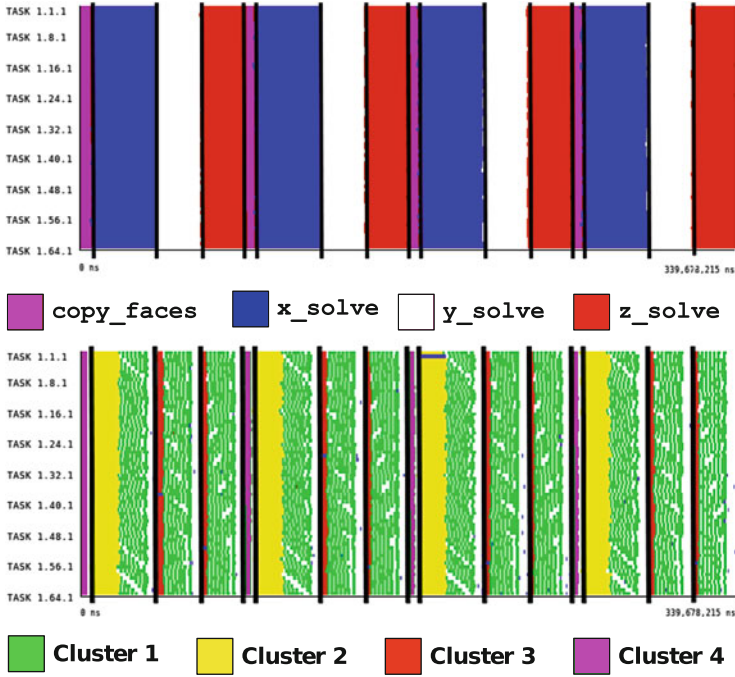 TASK 1.1.1
TASK 1.8.1
TASK 1.16.1
TASK 1.24.1
TASK 1.32.1
TASK 1.40.1
TASK 1.48.1
TASK 1.56.1
TASK 1.64.1
0 ns 339,678,215 ns
copy_faces x_solve y_solve z_solve
TASK 1.1.1
TASK 1.8.1
TASK 1.16.1
TASK 1.24.1
TASK 1.32.1
TASK 1.40.1
TASK 1.48.1
TASK 1.56.1
TASK 1.64.1
0 ns 339,678,215 ns
Cluster 1 Cluster 2 Cluster 3 Cluster 4